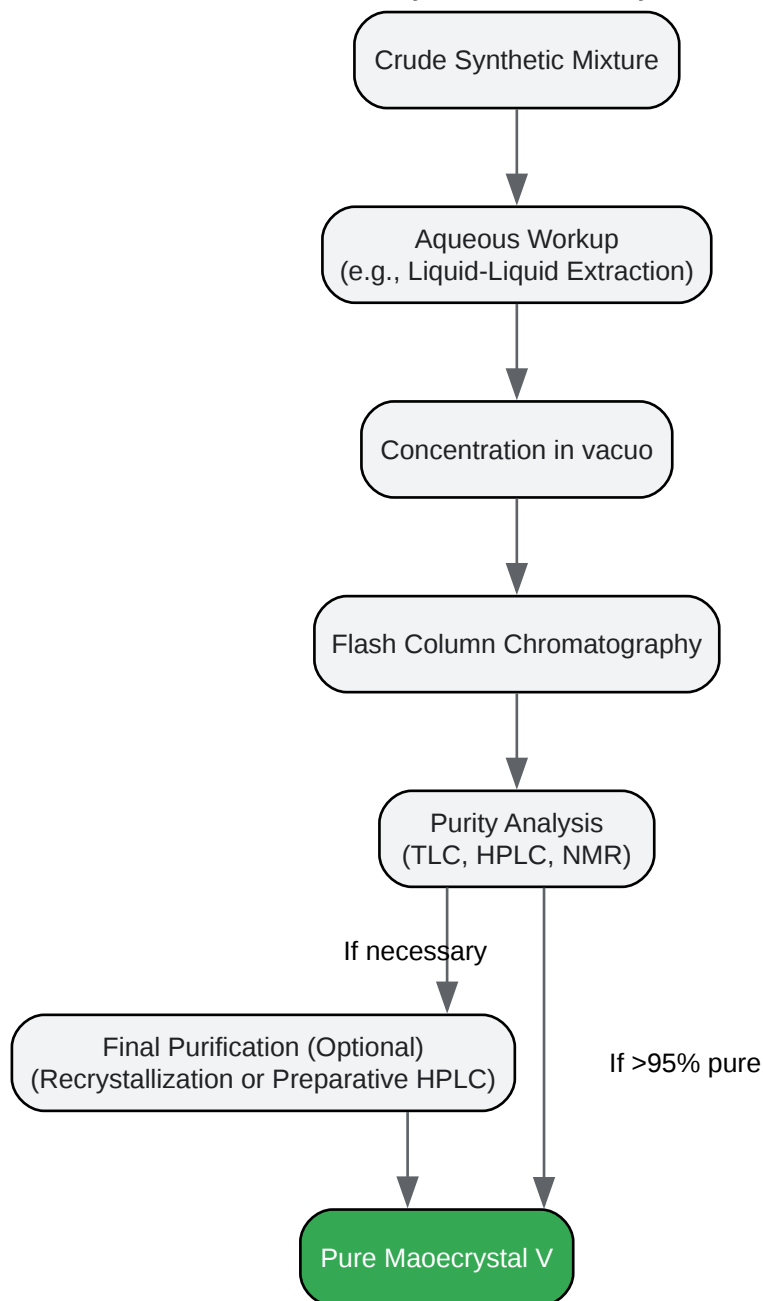 Crude Synthetic Mixture
Aqueous Workup
(e.g., Liquid-Liquid Extraction)
Concentration in vacuo
Flash Column Chromatography
Purity Analysis
(TLC, HPLC, NMR)
If necessary
Final Purification (Optional)
(Recrystallization or Preparative HPLC)
If >95% pure
Pure Maoecrystal V